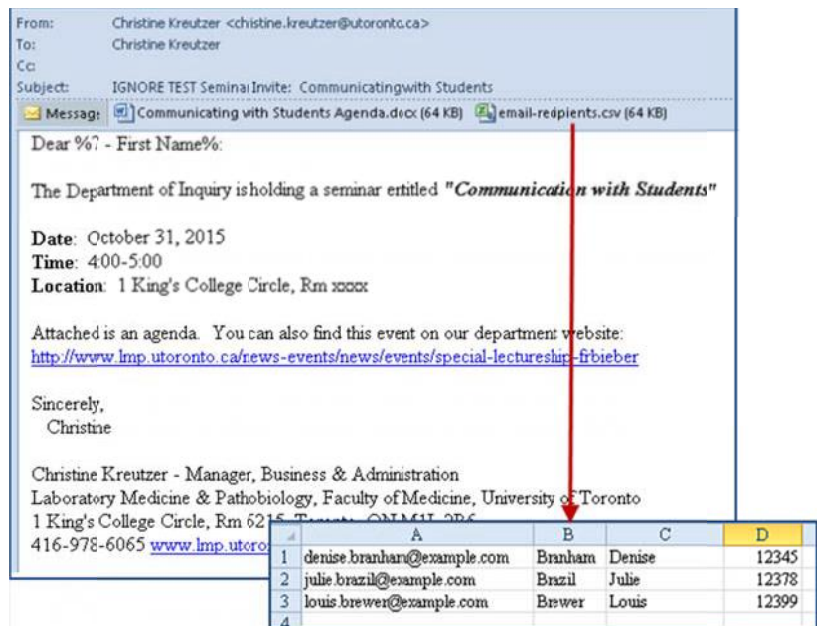 From: Christine Kreutzer <christine.kreutzer@utoronto.ca>
To: Christine Kreutzer
Cc:
Subject: IGNORE TEST Seminar Invite: Communicatingwith Students
Message Communicating with Students Agenda.docx (64 KB) email-recipients.csv (64 KB)
Dear %? - First Name%:
The Department of Inquiry is holding a seminar entitled "Communication with Students"
Date: October 31, 2015
Time: 4:00-5:00
Location: 1 King's College Circle, Rm xxxx
Attached is an agenda. You can also find this event on our department website:
http://www.lmp.utoronto.ca/news-events/news/events/special-lectureship-frbieber
Sincerely,
Christine
Christine Kreutzer - Manager, Business & Administration
Laboratory Medicine & Pathobiology, Faculty of Medicine, University of Toronto
1 King's College Circle, Rm 6215, Toronto, ON
416-978-6065 www.lmp.utoro
A B C D
1 denise.branham@example.com Branham Denise 12345
2 julie.brazil@example.com Brazil Julie 12378
3 louis.brewer@example.com Brewer Louis 12399
4